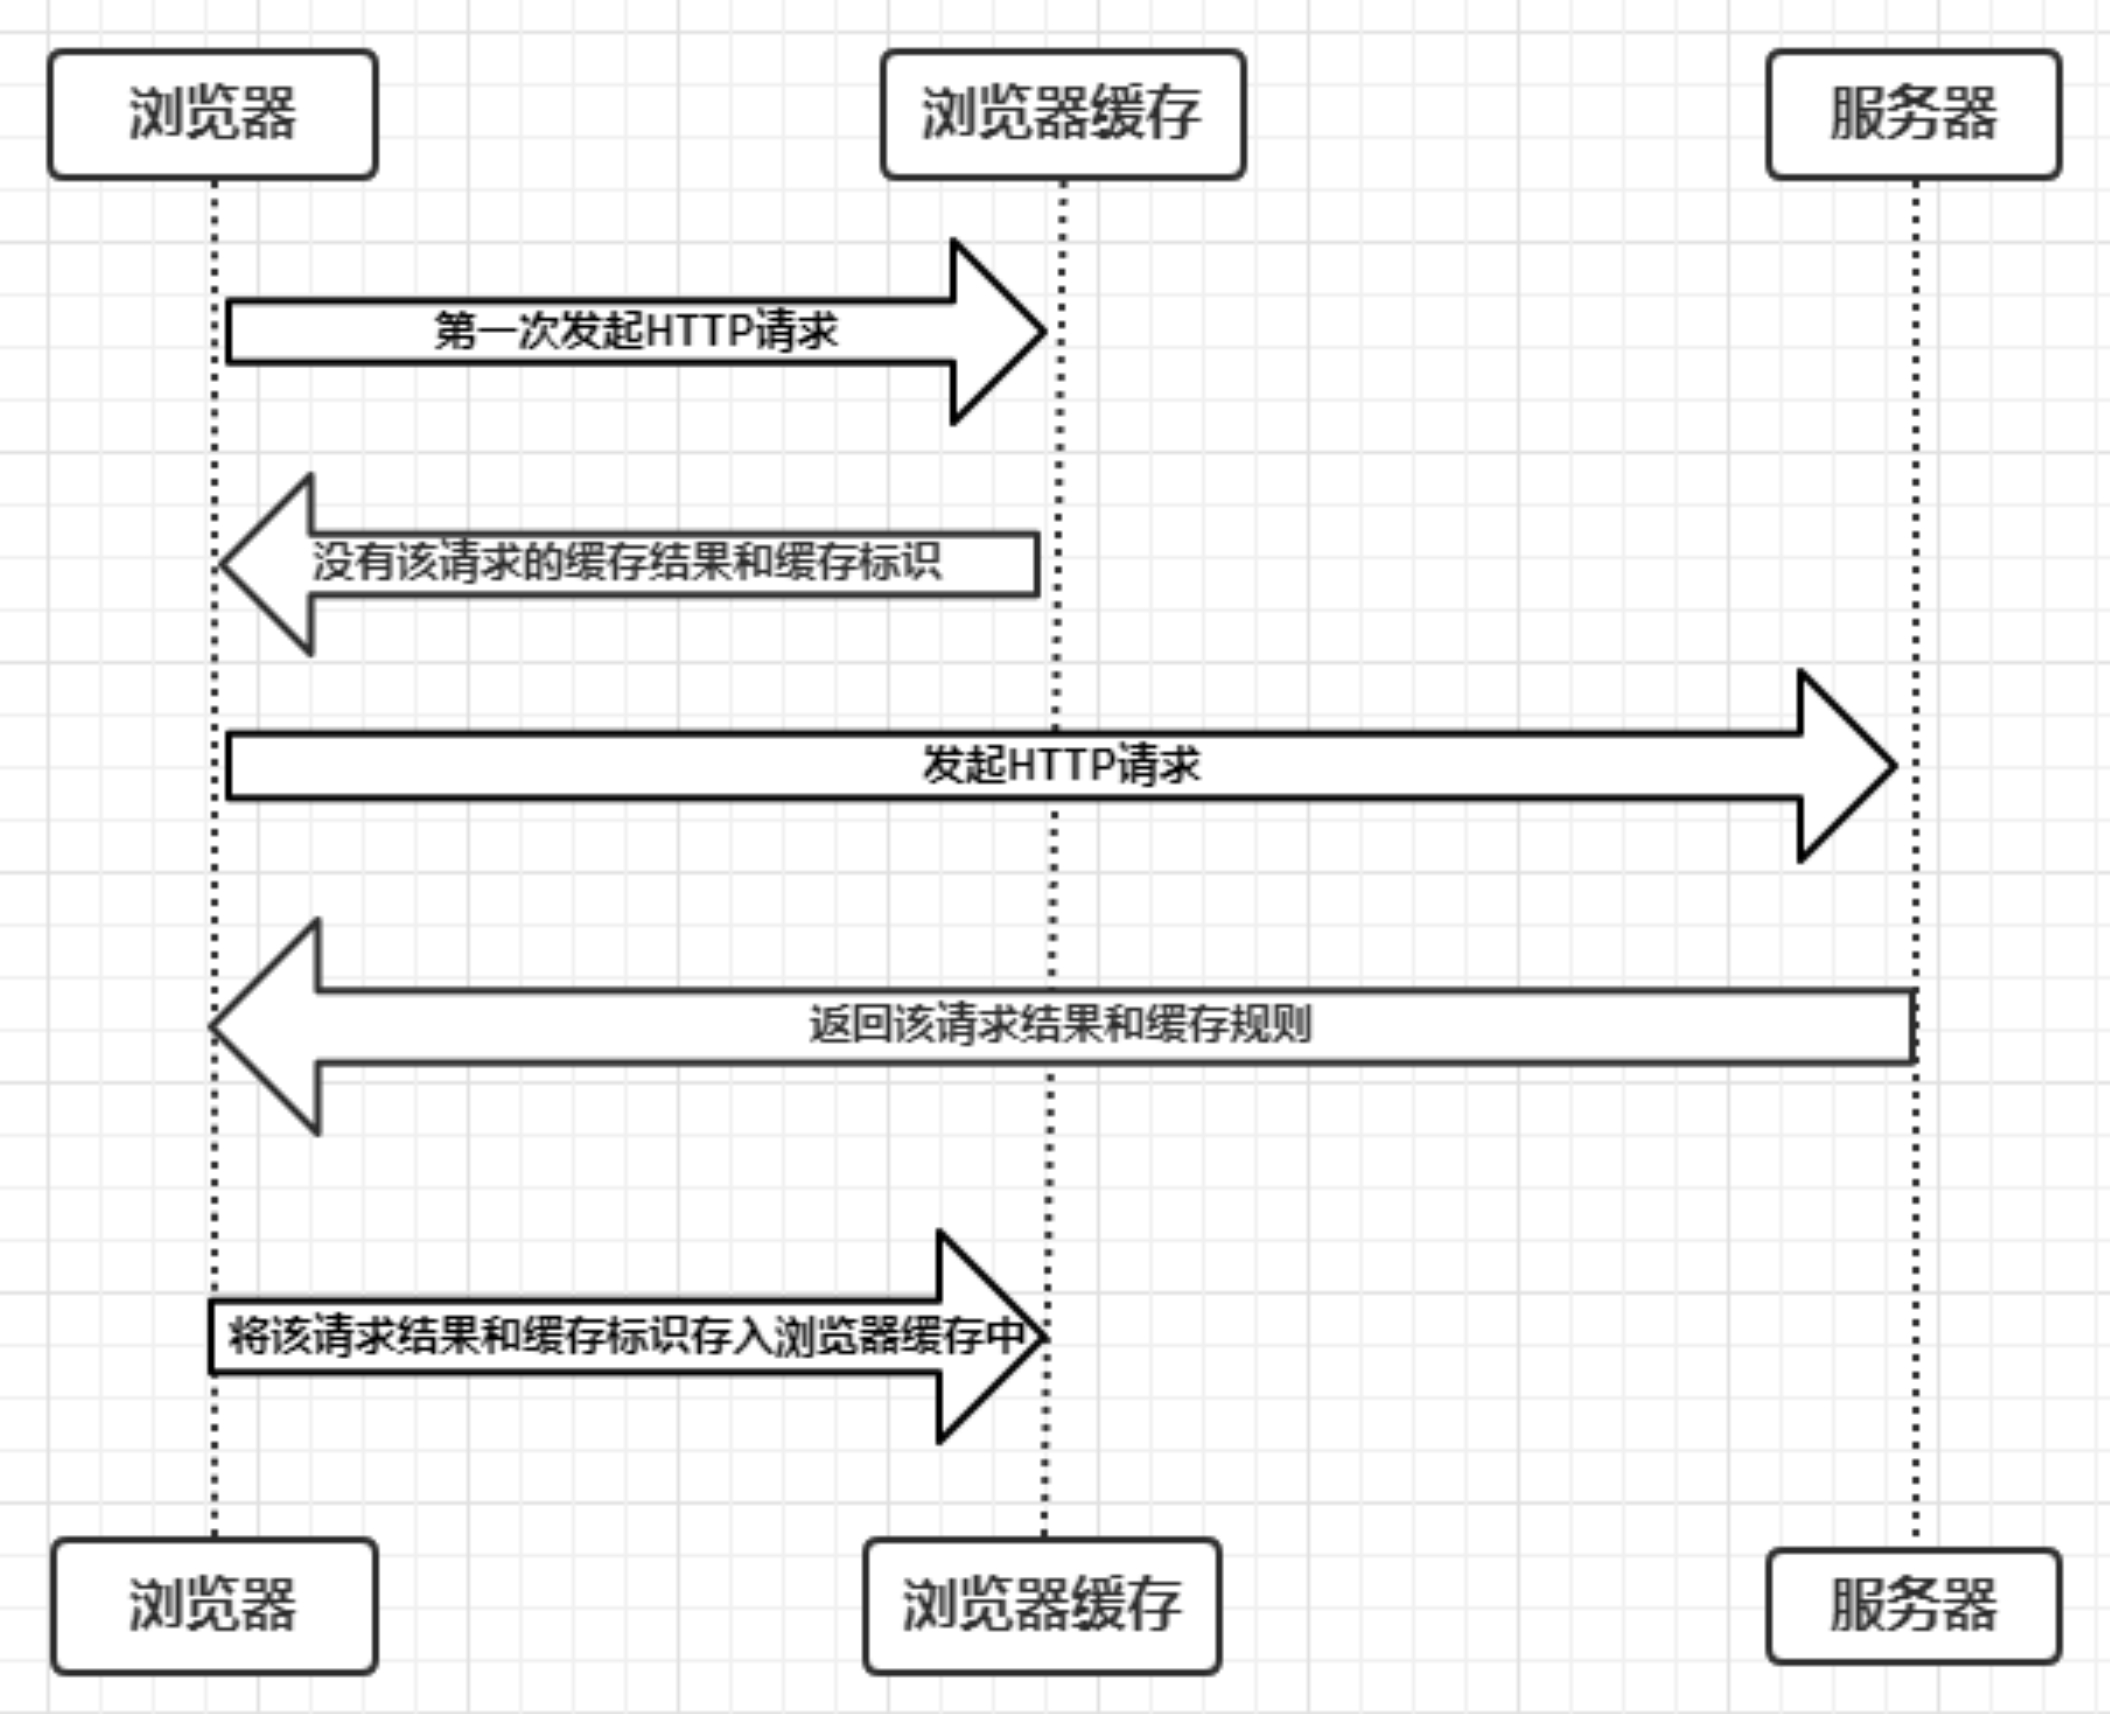 浏览器
浏览器缓存
服务器
第一次发起HTTP请求
没有该请求的缓存结果和缓存标识
发起HTTP请求
返回该请求结果和缓存规则
将该请求结果和缓存标识存入浏览器缓存中
浏览器
浏览器缓存
服务器